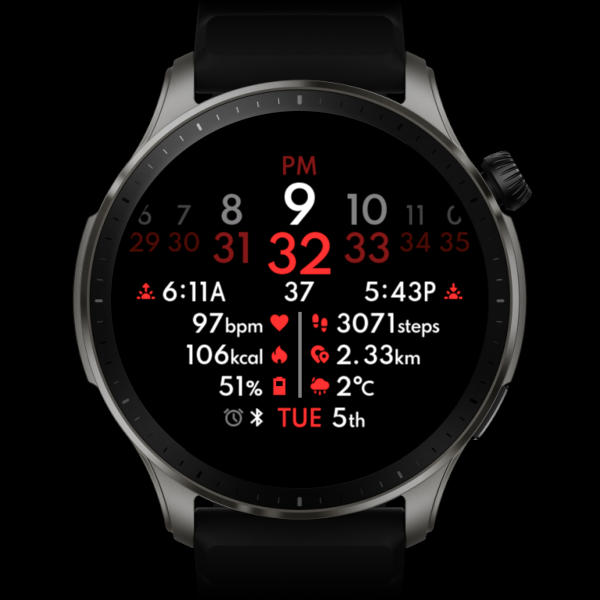 PM
6 7 8 9 10 11
29 30 31 32 33 34 35
6:11A 37 5:43P
97bpm 3071steps
106kcal 2.33km
51% 2°C
TUE 5th